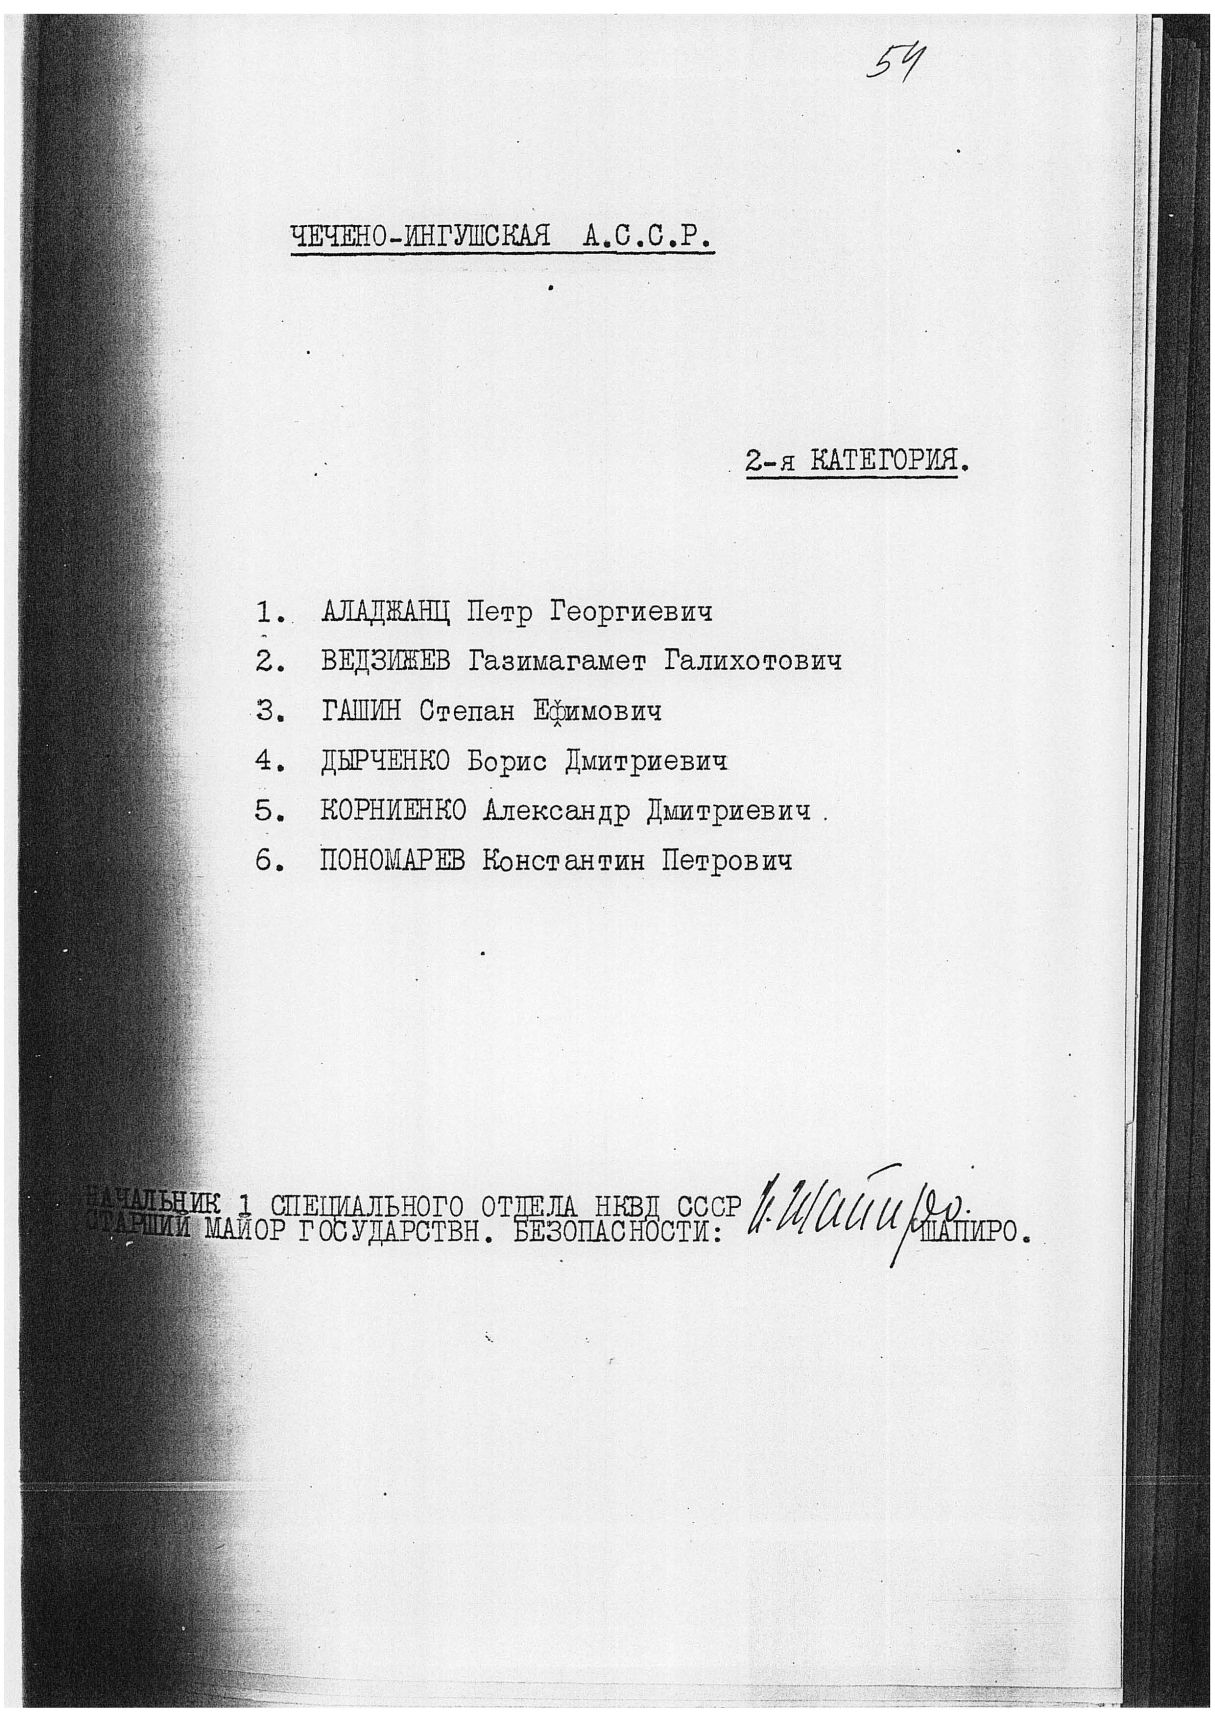 54
ЧЕЧЕНО-ИНГУШСКАЯ А.С.С.Р.
2-я КАТЕГОРИЯ.
1. АЛАДЖАНЦ Петр Георгиевич
2. ВЕДЗИЖЕВ Газимагамет Галихотович
3. ГАШИН Степан Ефимович
4. ДЫРЧЕНКО Борис Дмитриевич
5. КОРНИЕНКО Александр Дмитриевич.
6. ПОНОМАРЕВ Константин Петрович
НАЧАЛЬНИК 1 СПЕЦИАЛЬНОГО ОТДЕЛА НКВД СССР И. Шапиро.
СТАРШИЙ МАЙОР ГОСУДАРСТВН. БЕЗОПАСНОСТИ: ШАПИРО.